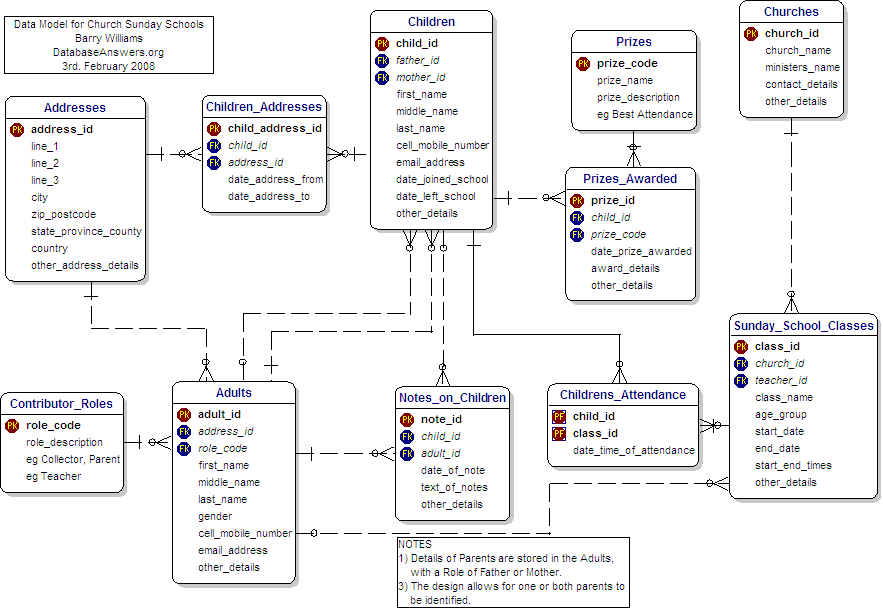 Data Model for Church Sunday Schools
Barry Williams
DatabaseAnswers.org
3rd. February 2008
Addresses
PK address_id
line_1
line_2
line_3
city
zip_postcode
state_province_county
country
other_address_details
Children_Addresses
PK child_address_id
FK child_id
FK address_id
date_address_from
date_address_to
Children
PK child_id
FK father_id
FK mother_id
first_name
middle_name
last_name
cell_mobile_number
email_address
date_joined_school
date_left_school
other_details
Prizes
PK prize_code
prize_name
prize_description
eg Best Attendance
Churches
PK church_id
church_name
ministers_name
contact_details
other_details
Prizes_Awarded
PK prize_id
FK child_id
FK prize_code
date_prize_awarded
award_details
other_details
Sunday_School_Classes
PK class_id
FK church_id
FK teacher_id
class_name
age_group
start_date
end_date
start_end_times
other_details
Contributor_Roles
PK role_code
role_description
eg Collector, Parent
eg Teacher
Adults
PK adult_id
FK address_id
FK role_code
first_name
middle_name
last_name
gender
cell_mobile_number
email_address
other_details
Notes_on_Children
PK note_id
FK child_id
FK adult_id
date_of_note
text_of_notes
other_details
Childrens_Attendance
PF child_id
PF class_id
date_time_of_attendance
NOTES
1) Details of Parents are stored in the Adults,
with a Role of Father or Mother.
3) The design allows for one or both parents to
be identified.